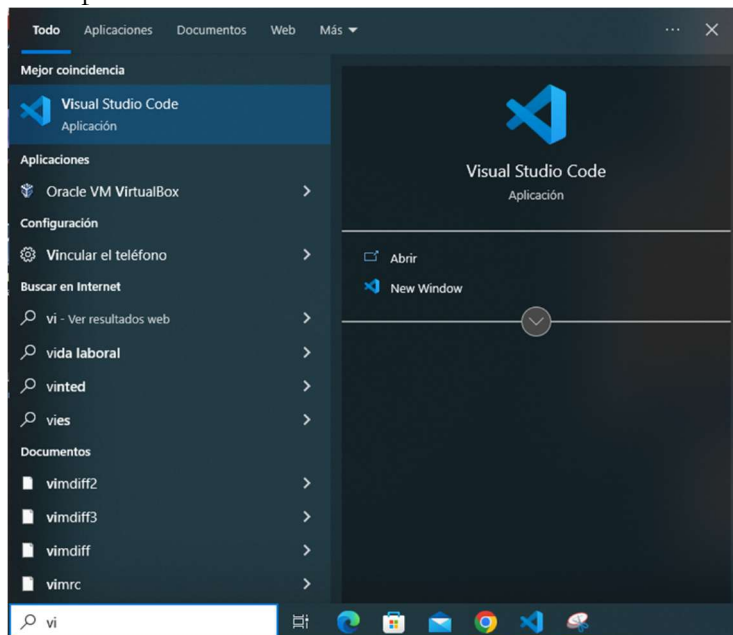 Todo Aplicaciones Documentos Web Más
Mejor coincidencia
Visual Studio Code
Aplicación
Aplicaciones
Oracle VM VirtualBox
Configuración
Vincular el teléfono
Buscar en Internet
vi - Ver resultados web
vida laboral
vinted
vies
Documentos
vimdiff2
vimdiff3
vimdiff
vimrc
vi
Visual Studio Code
Aplicación
Abrir
New Window